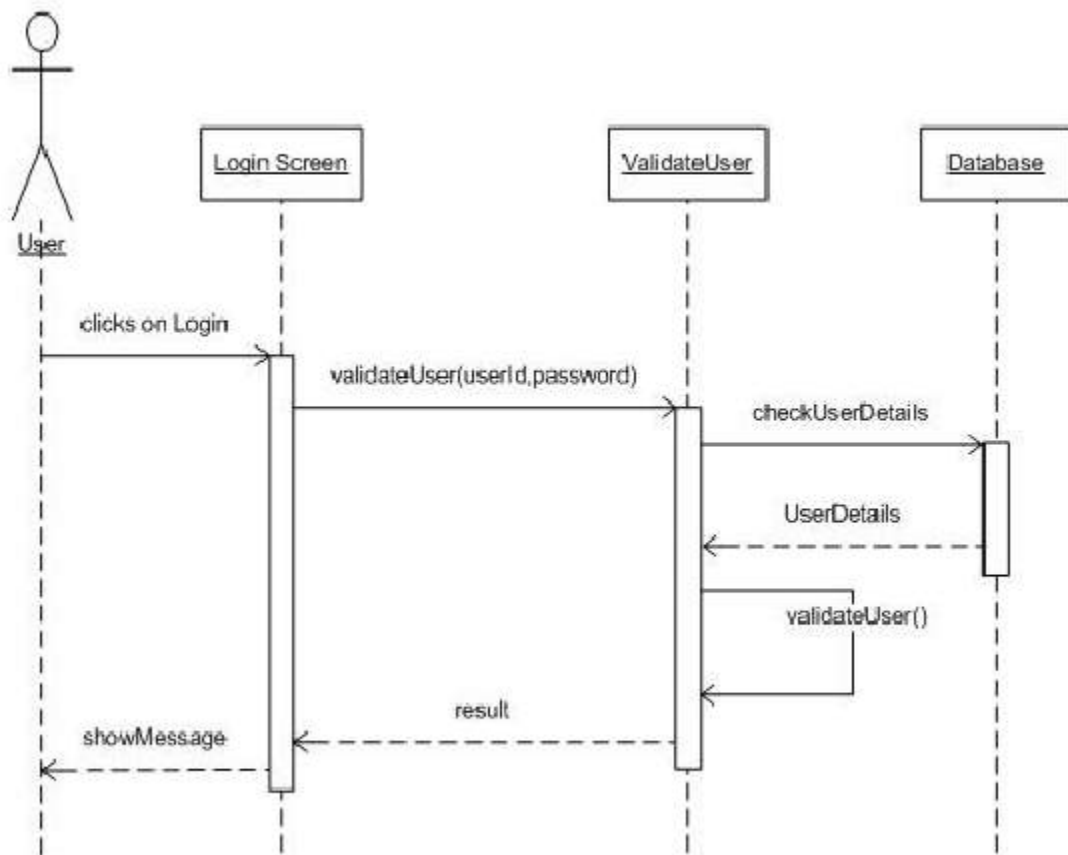 Login Screen
ValidateUser
Database
User
clicks on Login
validateUser(userId,password)
checkUserDetails
UserDetails
validateUser()
result
showMessage